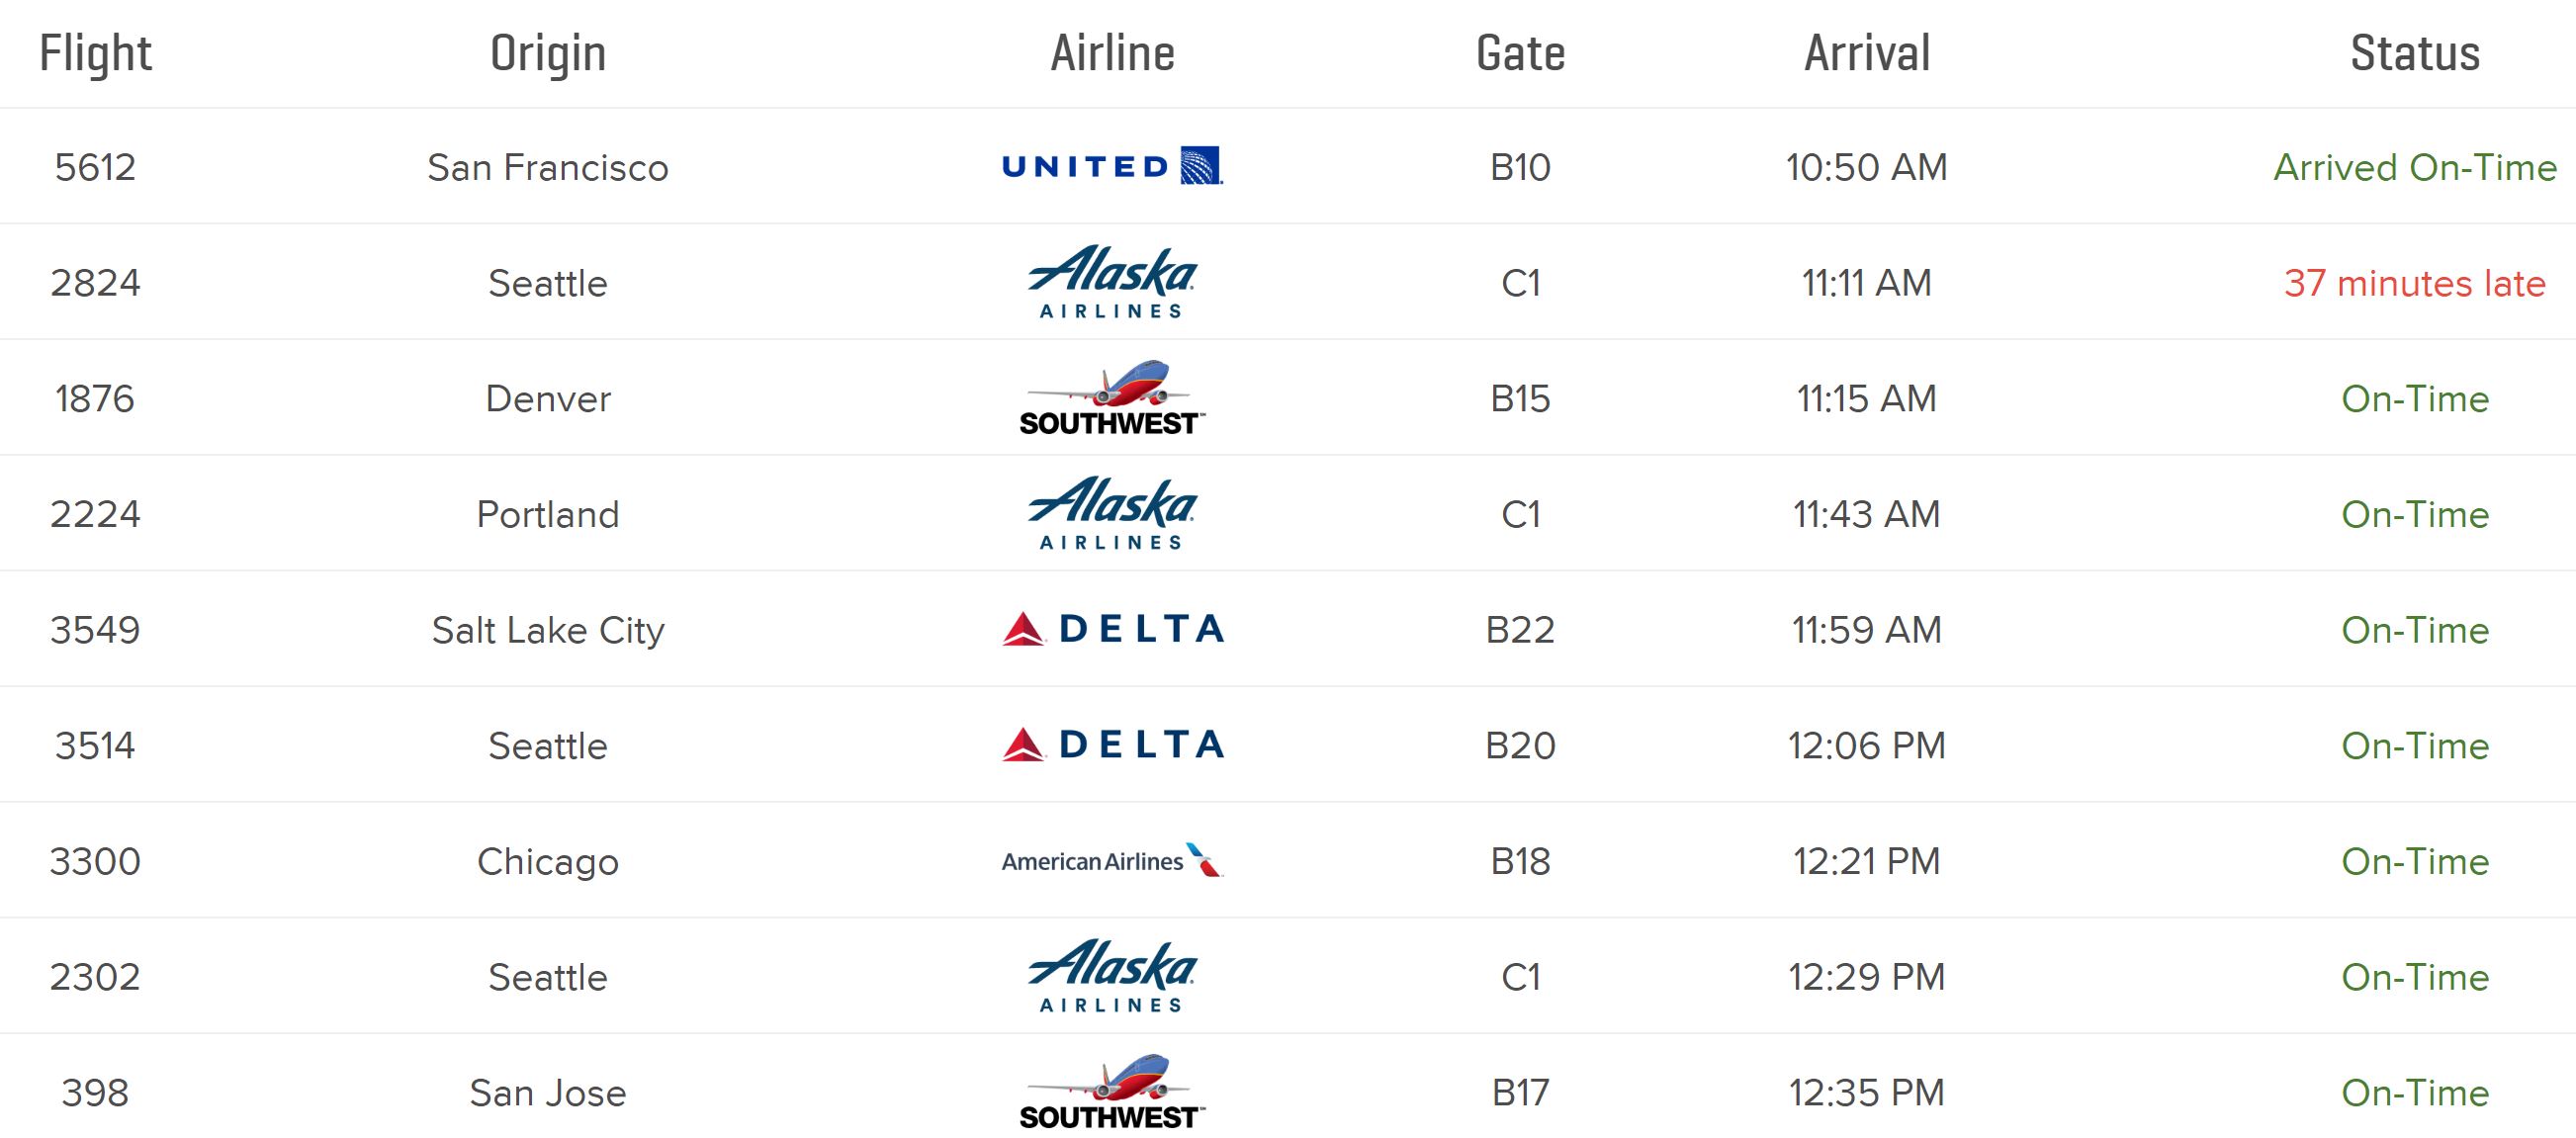 Flight Origin Airline Gate Arrival Status
5612 San Francisco UNITED B10 10:50 AM Arrived On-Time
2824 Seattle Alaska AIRLINES C1 11:11 AM 37 minutes late
1876 Denver SOUTHWEST B15 11:15 AM On-Time
2224 Portland Alaska AIRLINES C1 11:43 AM On-Time
3549 Salt Lake City DELTA B22 11:59 AM On-Time
3514 Seattle DELTA B20 12:06 PM On-Time
3300 Chicago American Airlines B18 12:21 PM On-Time
2302 Seattle Alaska AIRLINES C1 12:29 PM On-Time
398 San Jose SOUTHWEST B17 12:35 PM On-Time